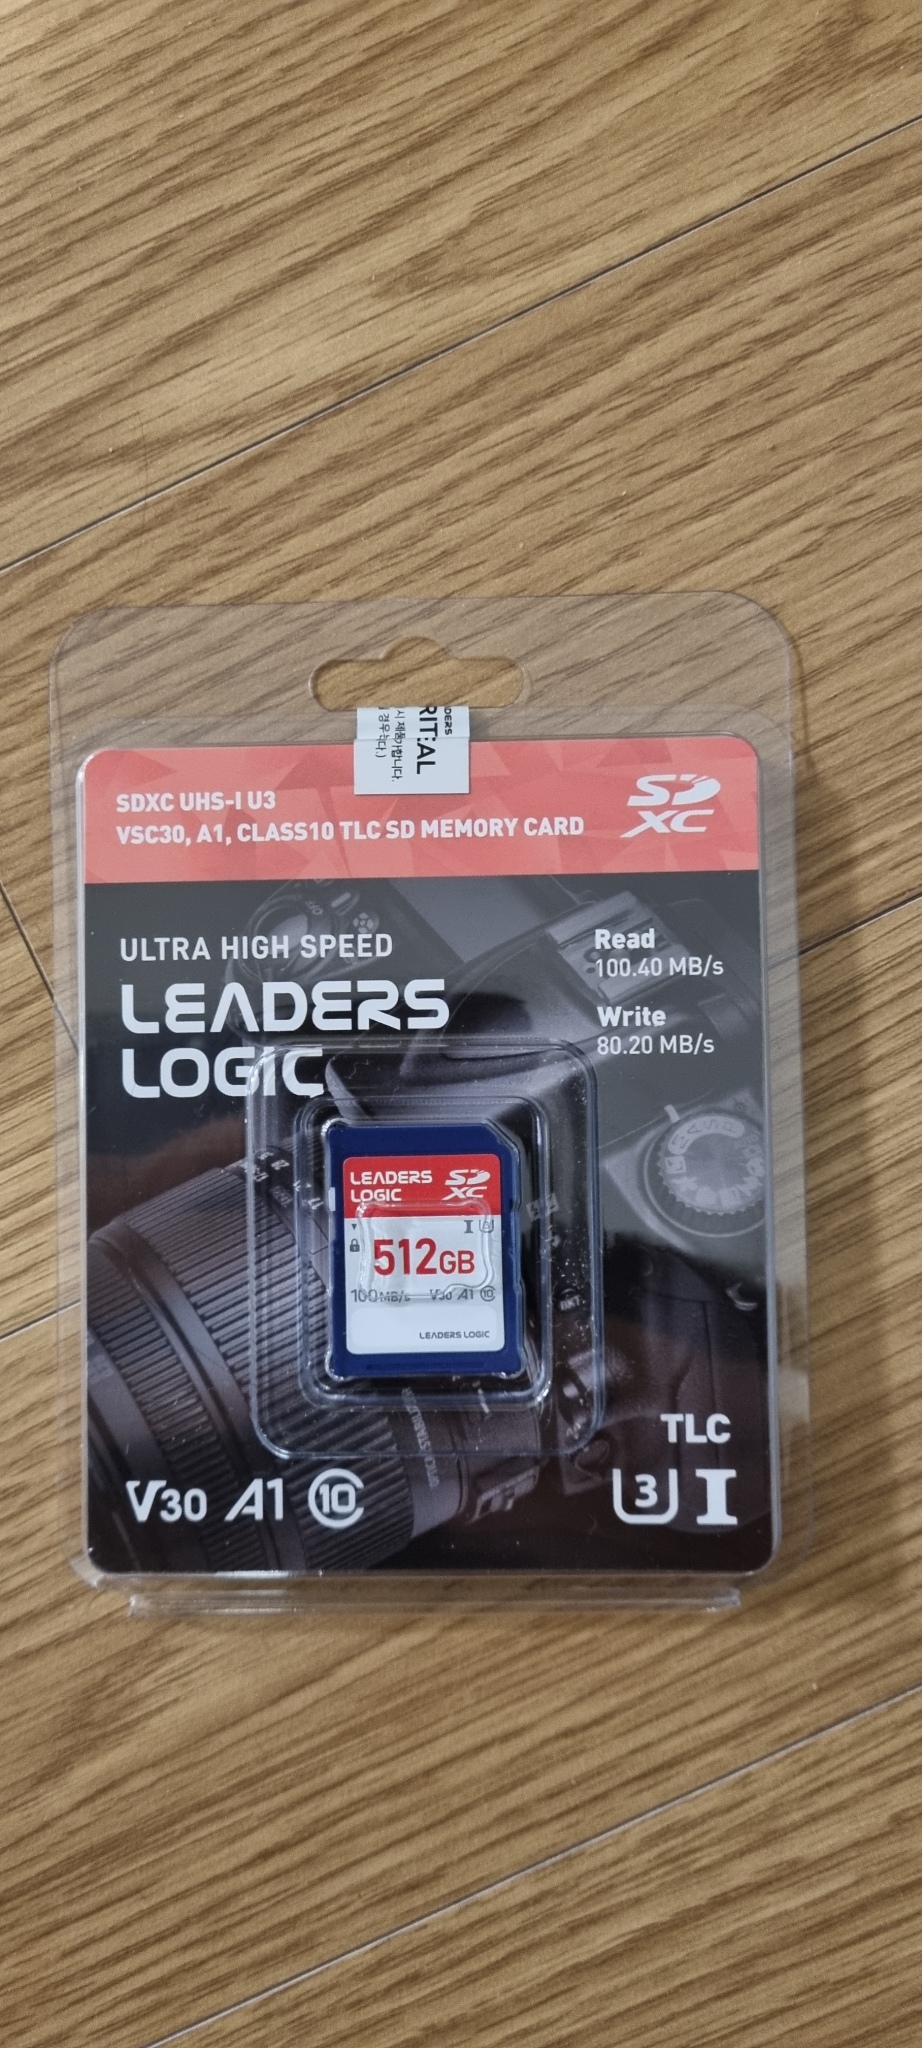 RIT:AL
SDXC UHS-I U3
VSC30, A1, CLASS10 TLC SD MEMORY CARD
SD
XC
ULTRA HIGH SPEED
LEADERS
LOGIC
Read
100.40 MB/s
Write
80.20 MB/s
LEADERS
LOGIC
SD
XC
I 3
512GB
100MB/s V30 A1 10
LEADERS LOGIC
TLC
V30 A1 10
3 I